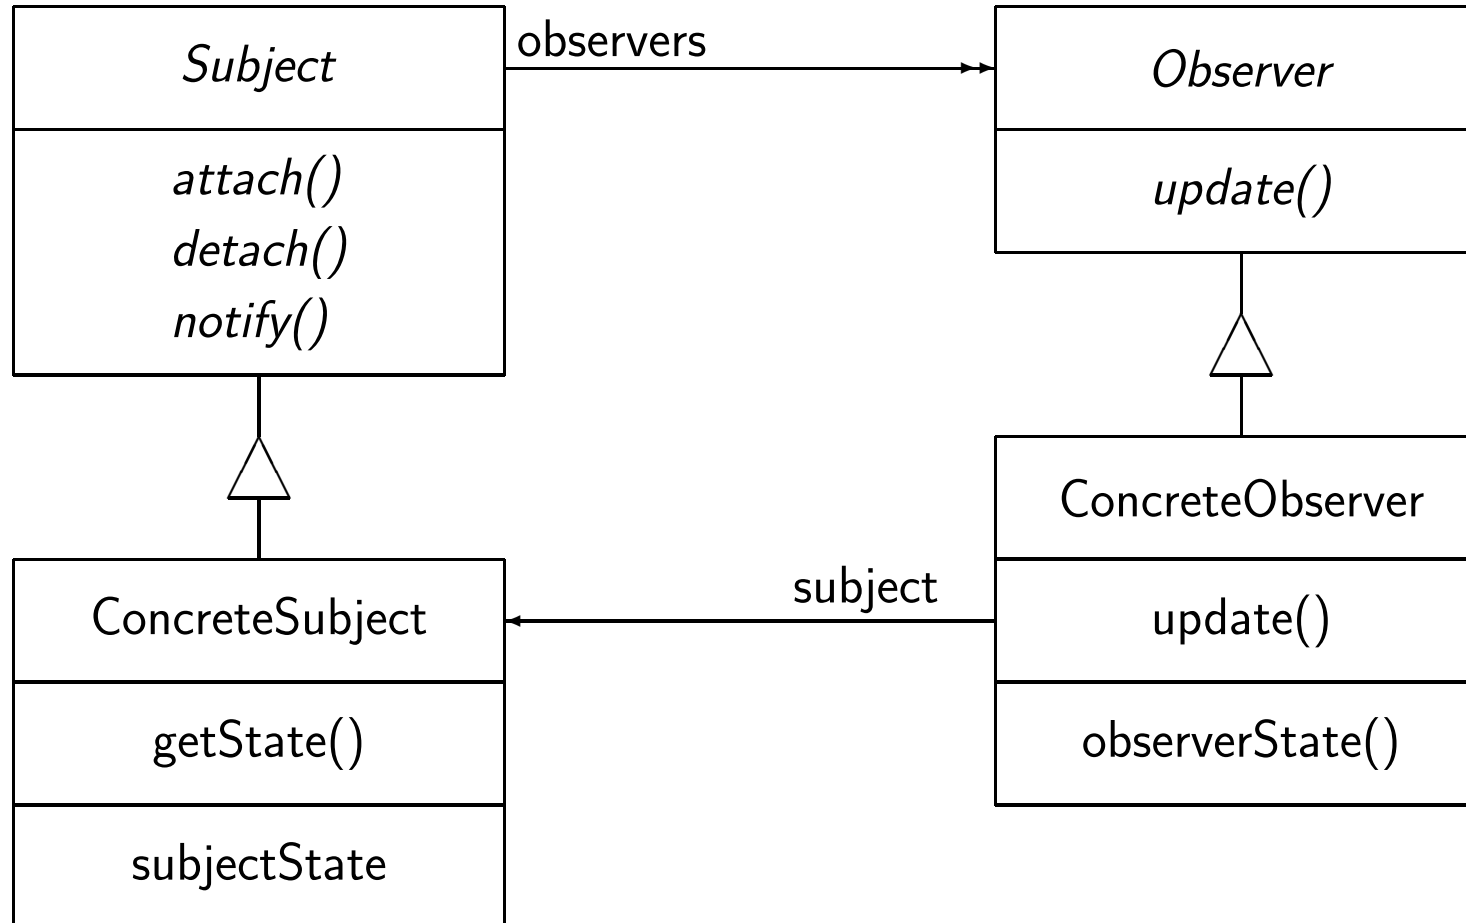 Subject
observers
Observer
attach()
detach()
notify()
update()
ConcreteObserver
subject
ConcreteSubject
update()
getState()
observerState()
subjectState